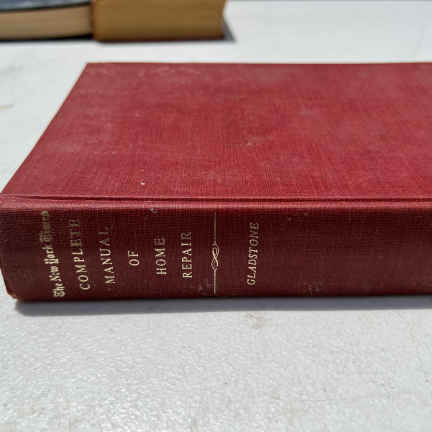 The New York Times
COMPLETE
MANUAL
OF
HOME
REPAIR
GLADSTONE